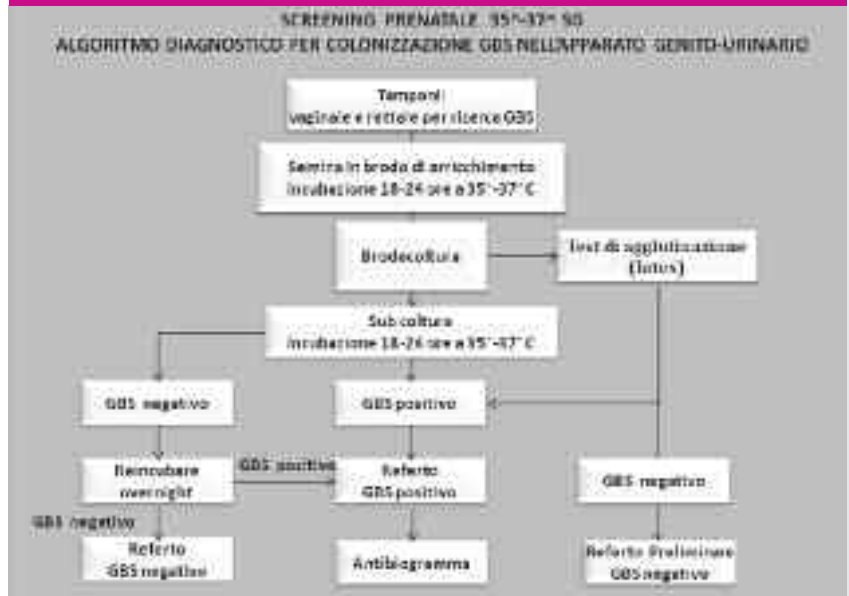 SCREENING PRENATALE 35ª-37ª SG
ALGORITMO DIAGNOSTICO PER COLONIZZAZIONE GBS NELL'APPARATO GENITO-URINARIO
Tamponi
vaginale e rettale per ricerca GBS
Semina in brodo di arricchimento
Incubazione 18-24 ore a 35°-37° C
Brodocoltura
Test di agglutinazione
(latex)
Sub coltura
Incubazione 18-24 ore a 35°-37° C
GBS negativo
GBS positivo
Reincubare
overnight
GBS positivo
Referto
GBS positivo
GBS negativo
GBS negativo
Referto
GBS negativo
Antibiogramma
Referto Preliminare
GBS negativo